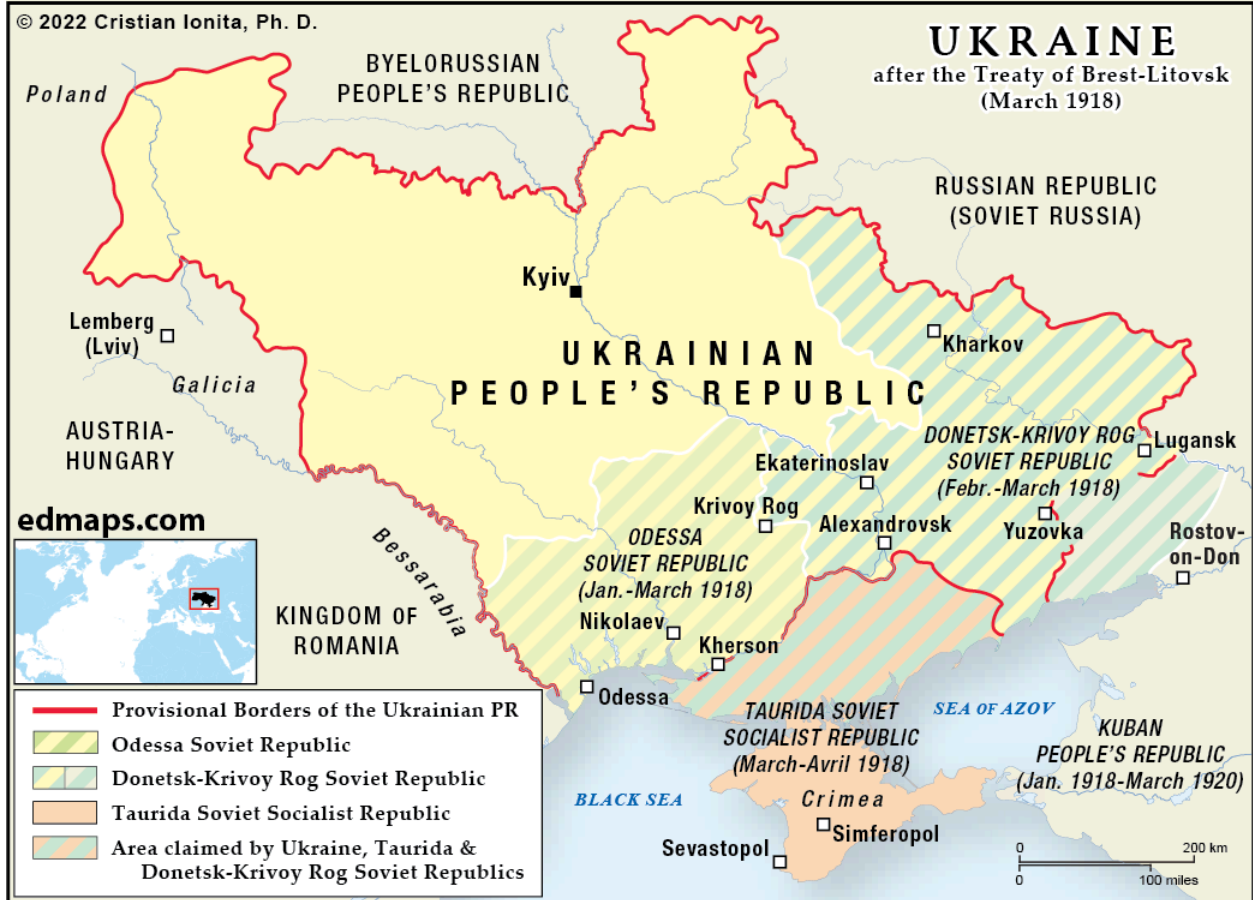 © 2022 Cristian Ionita, Ph. D.
UKRAINE
after the Treaty of Brest-Litovsk
(March 1918)
Poland
BYELORUSSIAN
PEOPLE'S REPUBLIC
RUSSIAN REPUBLIC
(SOVIET RUSSIA)
Kyiv
Lemberg
(Lviv)
Kharkov
UKRAINIAN
PEOPLE'S REPUBLIC
Galicia
AUSTRIA-
HUNGARY
DONETSK-KRIVOY ROG
SOVIET REPUBLIC
(Febr.-March 1918)
Lugansk
Ekaterinoslav
Krivoy Rog
Alexandrovsk
Yuzovka
Rostov-
on-Don
edmaps.com
Bessarabia
ODESSA
SOVIET REPUBLIC
(Jan.-March 1918)
KINGDOM OF
ROMANIA
Nikolaev
Kherson
Odessa
TAURIDA SOVIET
SOCIALIST REPUBLIC
(March-Avril 1918)
SEA OF AZOV
KUBAN
PEOPLE'S REPUBLIC
(Jan. 1918-March 1920)
BLACK SEA
Crimea
Simferopol
Sevastopol
Provisional Borders of the Ukrainian PR
Odessa Soviet Republic
Donetsk-Krivoy Rog Soviet Republic
Taurida Soviet Socialist Republic
Area claimed by Ukraine, Taurida &
Donetsk-Krivoy Rog Soviet Republics
0 200 km
0 100 miles